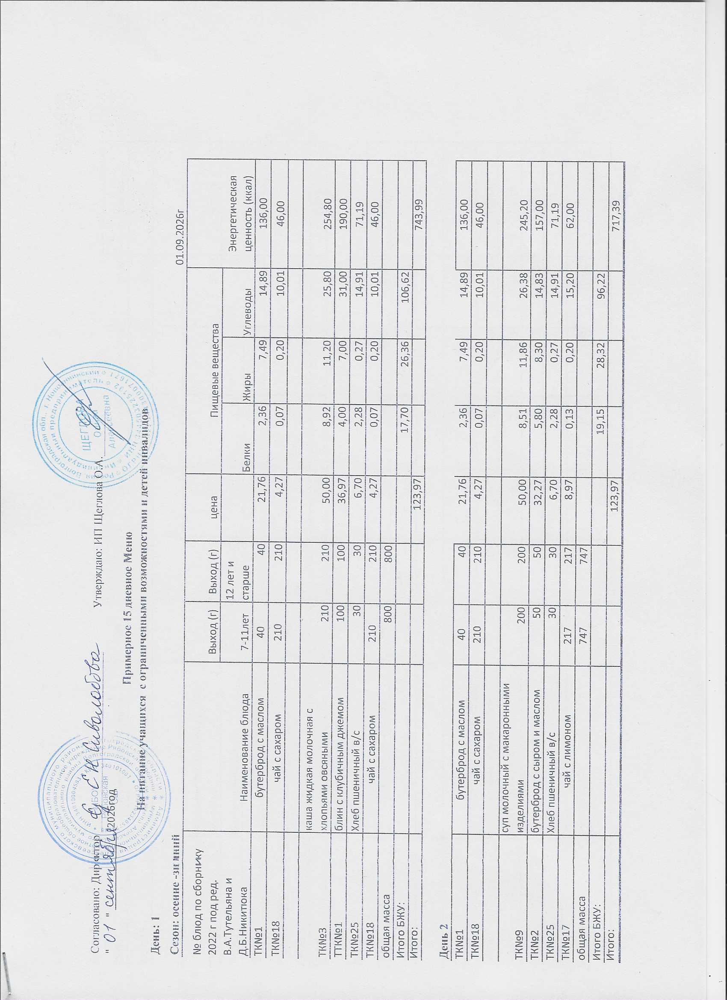 Согласовано: Директор Сиволобова Утверждаю: ИП Щеглова О.А.
" 01 " сентября 2026год
Примерное 15 дневное Меню
На питание учащихся с ограниченными возможностями и детей инвалидов
День: 1
Сезон: осенне -зимний 01.09.2026г
№ блюд по сборнику 2022 г под ред. В.А.Тутельяна и Д.Б.Никитюка Наименование блюда Выход (г) Выход (г) цена Пищевые вещества Энергетическая ценность (ккал)
7-11лет 12 лет и старше Белки Жиры Углеводы
ТК№1 бутерброд с маслом 40 40 21,76 2,36 7,49 14,89 136,00
ТК№18 чай с сахаром 210 210 4,27 0,07 0,20 10,01 46,00
каша жидкая молочная с
ТК№3 хлопьями овсяными 210 210 50,00 8,92 11,20 25,80 254,80
ТТК№1 блин с клубичным джемом 100 100 36,97 4,00 7,00 31,00 190,00
ТК№25 Хлеб пшеничный в/с 30 30 6,70 2,28 0,27 14,91 71,19
ТК№18 чай с сахаром 210 210 4,27 0,07 0,20 10,01 46,00
общая масса 800 800
Итого БЖУ: 17,70 26,36 106,62
Итого: 123,97 743,99
День 2
ТК№1 бутерброд с маслом 40 40 21,76 2,36 7,49 14,89 136,00
ТК№18 чай с сахаром 210 210 4,27 0,07 0,20 10,01 46,00
суп молочный с макаронными
ТК№9 изделиями 200 200 50,00 8,51 11,86 26,38 245,20
ТК№2 бутерброд с сыром и маслом 50 50 32,27 5,80 8,30 14,83 157,00
ТК№25 Хлеб пшеничный в/с 30 30 6,70 2,28 0,27 14,91 71,19
ТК№17 чай с лимоном 217 217 8,97 0,13 0,20 15,20 62,00
общая масса 747 747
Итого БЖУ: 19,15 28,32 96,22
Итого: 123,97 717,39